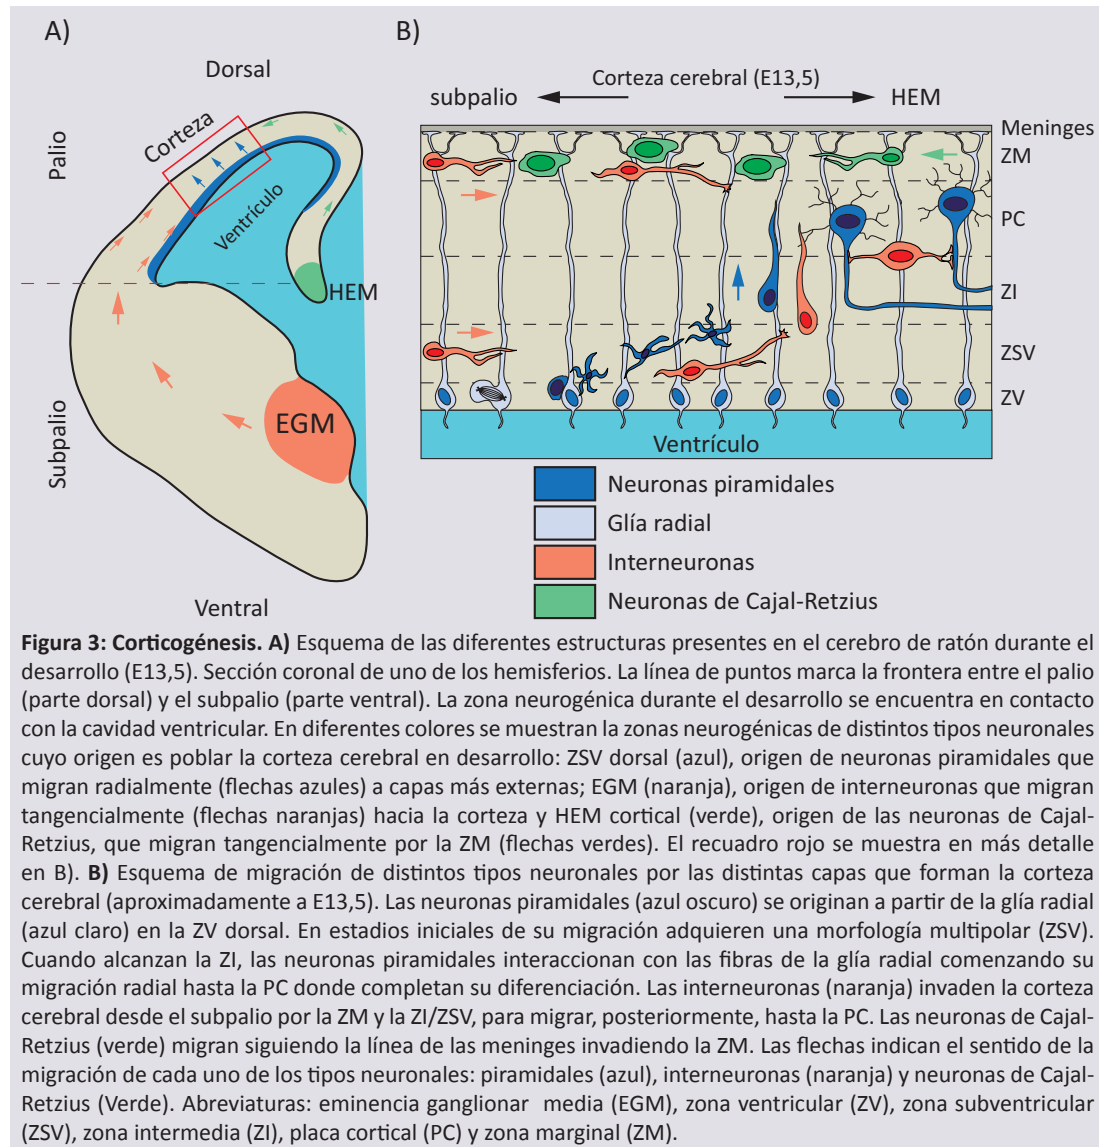 A)
Dorsal
Palio
Corteza
Ventrículo
HEM
Subpalio
EGM
Ventral
B)
Corteza cerebral (E13,5)
subpalio
HEM
Meninges
ZM
PC
ZI
ZSV
ZV
Ventrículo
Neuronas piramidales
Glía radial
Interneuronas
Neuronas de Cajal-Retzius
Figura 3: Corticogénesis. A) Esquema de las diferentes estructuras presentes en el cerebro de ratón durante el
desarrollo (E13,5). Sección coronal de uno de los hemisferios. La línea de puntos marca la frontera entre el palio
(parte dorsal) y el subpalio (parte ventral). La zona neurogénica durante el desarrollo se encuentra en contacto
con la cavidad ventricular. En diferentes colores se muestran la zonas neurogénicas de distintos tipos neuronales
cuyo origen es poblar la corteza cerebral en desarrollo: ZSV dorsal (azul), origen de neuronas piramidales que
migran radialmente (flechas azules) a capas más externas; EGM (naranja), origen de interneuronas que migran
tangencialmente (flechas naranjas) hacia la corteza y HEM cortical (verde), origen de las neuronas de Cajal-
Retzius, que migran tangencialmente por la ZM (flechas verdes). El recuadro rojo se muestra en más detalle
en B). B) Esquema de migración de distintos tipos neuronales por las distintas capas que forman la corteza
cerebral (aproximadamente a E13,5). Las neuronas piramidales (azul oscuro) se originan a partir de la glía radial
(azul claro) en la ZV dorsal. En estadios iniciales de su migración adquieren una morfología multipolar (ZSV).
Cuando alcanzan la ZI, las neuronas piramidales interaccionan con las fibras de la glía radial comenzando su
migración radial hasta la PC donde completan su diferenciación. Las interneuronas (naranja) invaden la corteza
cerebral desde el subpalio por la ZM y la ZI/ZSV, para migrar, posteriormente, hasta la PC. Las neuronas de Cajal-
Retzius (verde) migran siguiendo la línea de las meninges invadiendo la ZM. Las flechas indican el sentido de la
migración de cada uno de los tipos neuronales: piramidales (azul), interneuronas (naranja) y neuronas de Cajal-
Retzius (Verde). Abreviaturas: eminencia ganglionar media (EGM), zona ventricular (ZV), zona subventricular
(ZSV), zona intermedia (ZI), placa cortical (PC) y zona marginal (ZM).